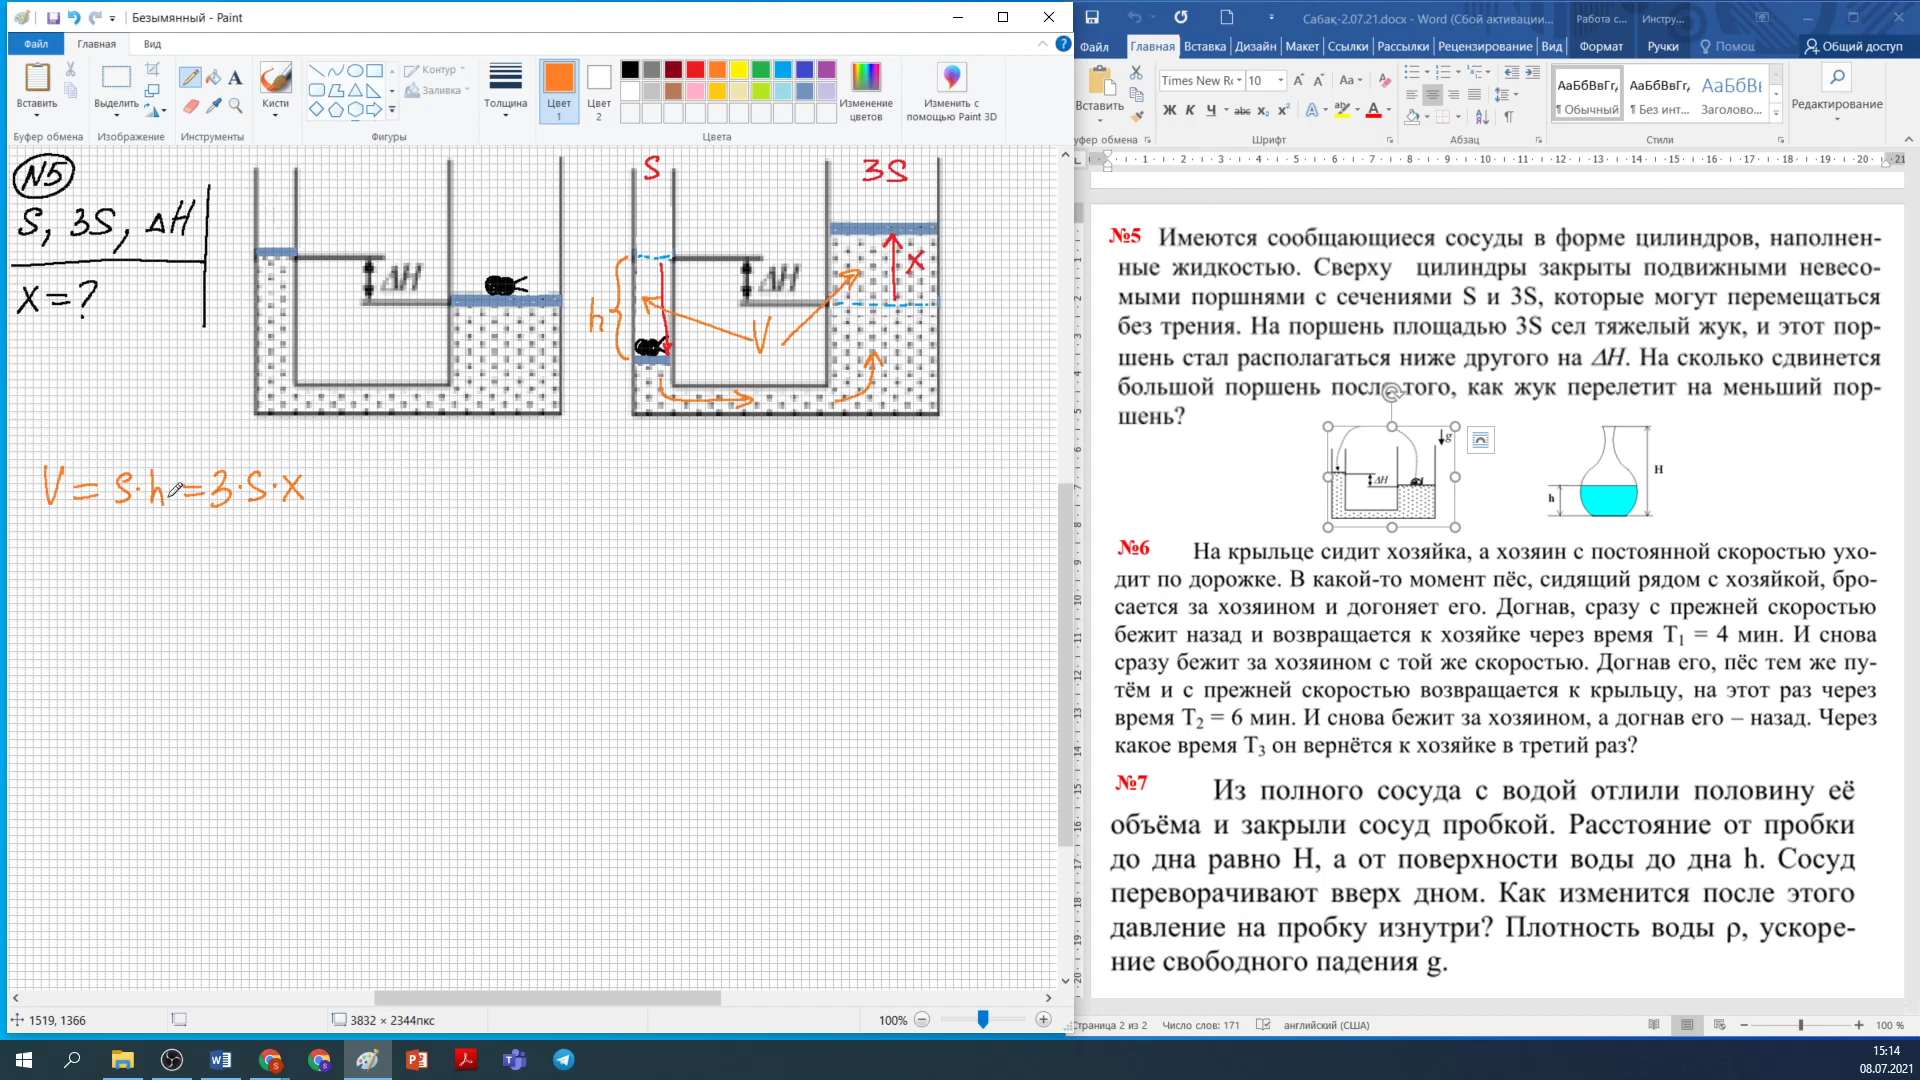 Безымянный - Paint
Файл Главная Вид
Вставить
Выделить
Кисти
Контур
Заливка
Толщина
Цвет 1
Цвет 2
Изменение цветов
Изменить с помощью Paint 3D
Буфер обмена
Изображение
Инструменты
Фигуры
Цвета
N5
S, 3S, ΔH
x=?
ΔH
S
3S
ΔH
h
V
x
V = S·h = 3·S·x
1519, 1366
3832 × 2344пкс
100%
Сабақ-2.07.21.docx - Word (Сбой активации...
Работа с...
Инстру...
Файл Главная Вставка Дизайн Макет Ссылки Рассылки Рецензирование Вид Формат Ручки Помощ Общий доступ
Вставить
Times New R
10
Ж К Ч abc x₂ x²
АаБбВвГг,
¶ Обычный
АаБбВвГг,
¶ Без инт...
АаБбВı
Заголово...
Редактирование
уфер обмена
Шрифт
Абзац
Стили
№5 Имеются сообщающиеся сосуды в форме цилиндров, наполнен-
ные жидкостью. Сверху цилиндры закрыты подвижными невесо-
мыми поршнями с сечениями S и 3S, которые могут перемещаться
без трения. На поршень площадью 3S сел тяжелый жук, и этот пор-
шень стал располагаться ниже другого на ΔH. На сколько сдвинется
большой поршень после того, как жук перелетит на меньший пор-
шень?
g
ΔH
h
H
№6 На крыльце сидит хозяйка, а хозяин с постоянной скоростью ухо-
дит по дорожке. В какой-то момент пёс, сидящий рядом с хозяйкой, бро-
сается за хозяином и догоняет его. Догнав, сразу с прежней скоростью
бежит назад и возвращается к хозяйке через время T₁ = 4 мин. И снова
сразу бежит за хозяином с той же скоростью. Догнав его, пёс тем же пу-
тём и с прежней скоростью возвращается к крыльцу, на этот раз через
время T₂ = 6 мин. И снова бежит за хозяином, а догнав его – назад. Через
какое время T₃ он вернётся к хозяйке в третий раз?
№7 Из полного сосуда с водой отлили половину её
объёма и закрыли сосуд пробкой. Расстояние от пробки
до дна равно H, а от поверхности воды до дна h. Сосуд
переворачивают вверх дном. Как изменится после этого
давление на пробку изнутри? Плотность воды ρ, ускоре-
ние свободного падения g.
Страница 2 из 2
Число слов: 171
английский (США)
100 %
15:14
08.07.2021